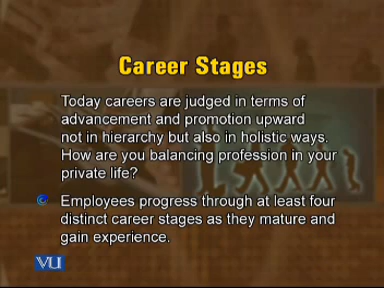 Career Stages
Today careers are judged in terms of
advancement and promotion upward
not in hierarchy but also in holistic ways.
How are you balancing profession in your
private life?
Employees progress through at least four
distinct career stages as they mature and
gain experience.
VU